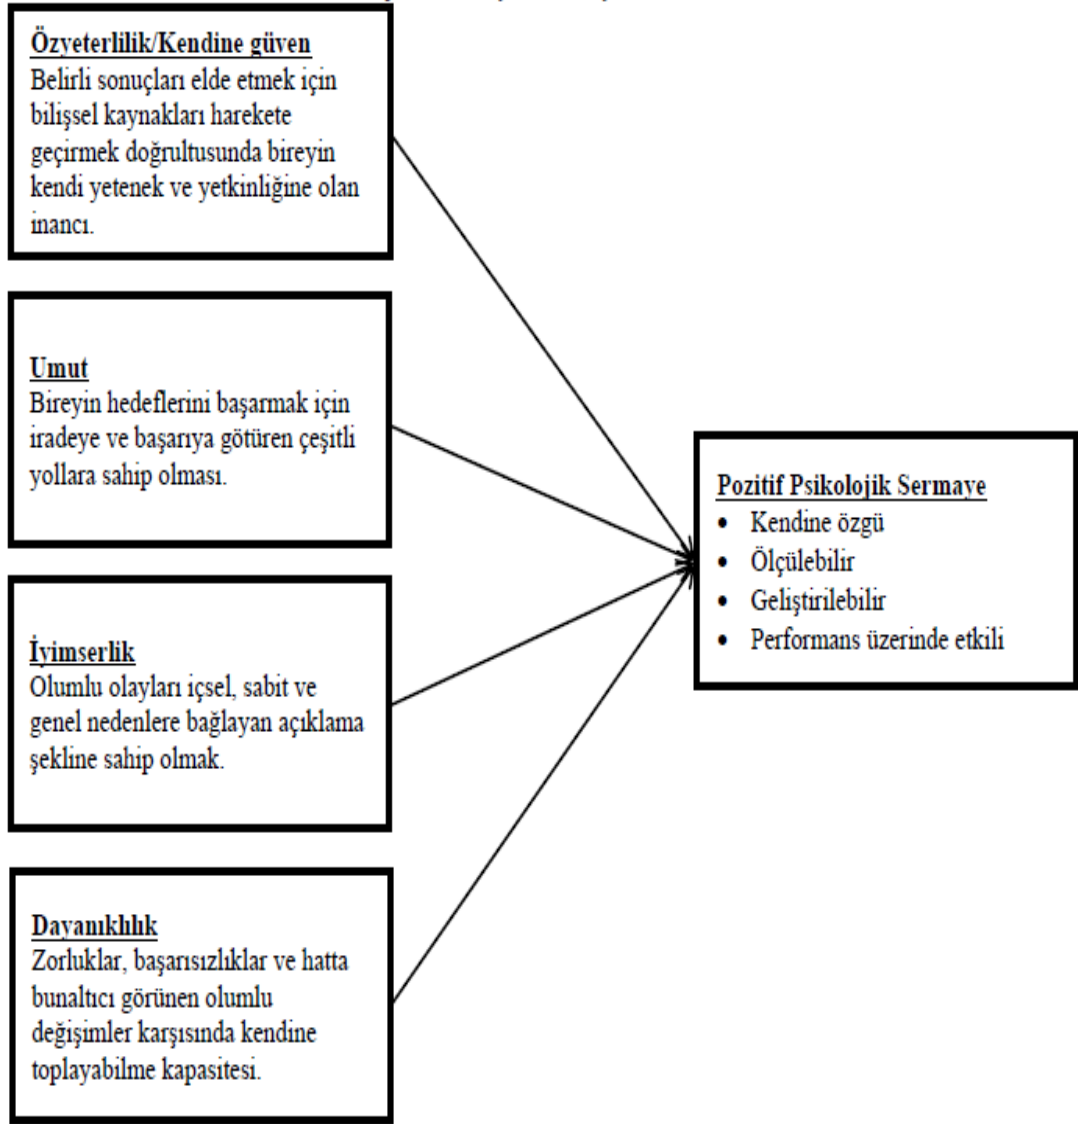 Özyeterlilik/Kendine güven
Belirli sonuçları elde etmek için
bilişsel kaynakları harekete
geçirmek doğrultusunda bireyin
kendi yetenek ve yetkinliğine olan
inancı.
Umut
Bireyin hedeflerini başarmak için
iradeye ve başarıya götüren çeşitli
yollara sahip olması.
İyimserlik
Olumlu olayları içsel, sabit ve
genel nedenlere bağlayan açıklama
şekline sahip olmak.
Dayanıklılık
Zorluklar, başarısızlıklar ve hatta
bunaltıcı görünen olumlu
değişimler karşısında kendine
toplayabilme kapasitesi.
Pozitif Psikolojik Sermaye
• Kendine özgü
• Ölçülebilir
• Geliştirilebilir
• Performans üzerinde etkili